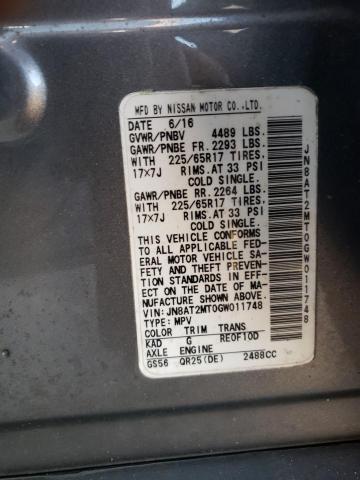 MFD BY NISSAN MOTOR CO.,LTD.
DATE 6/16
GVWR/PNBV 4489 LBS.
GAWR/PNBE FR. 2293 LBS.
WITH 225/65R17 TIRES,
17×7J RIMS.AT 33 PSI
COLD SINGLE.
GAWR/PNBE RR. 2264 LBS.
WITH 225/65R17 TIRES,
17×7J RIMS.AT 33 PSI
COLD SINGLE.
THIS VEHICLE CONFORMS
TO ALL APPLICABLE FED-
ERAL MOTOR VEHICLE SA-
FETY AND THEFT PREVEN-
TION STANDARDS IN EFF-
ECT ON THE DATE OF MA-
NUFACTURE SHOWN ABOVE.
VIN:JN8AT2MT0GW011748
TYPE: MPV
COLOR TRIM TRANS
KAD G RE0F10D
AXLE ENGINE
GS56 QR25(DE) 2488CC
JN8AT2MT0GW011748